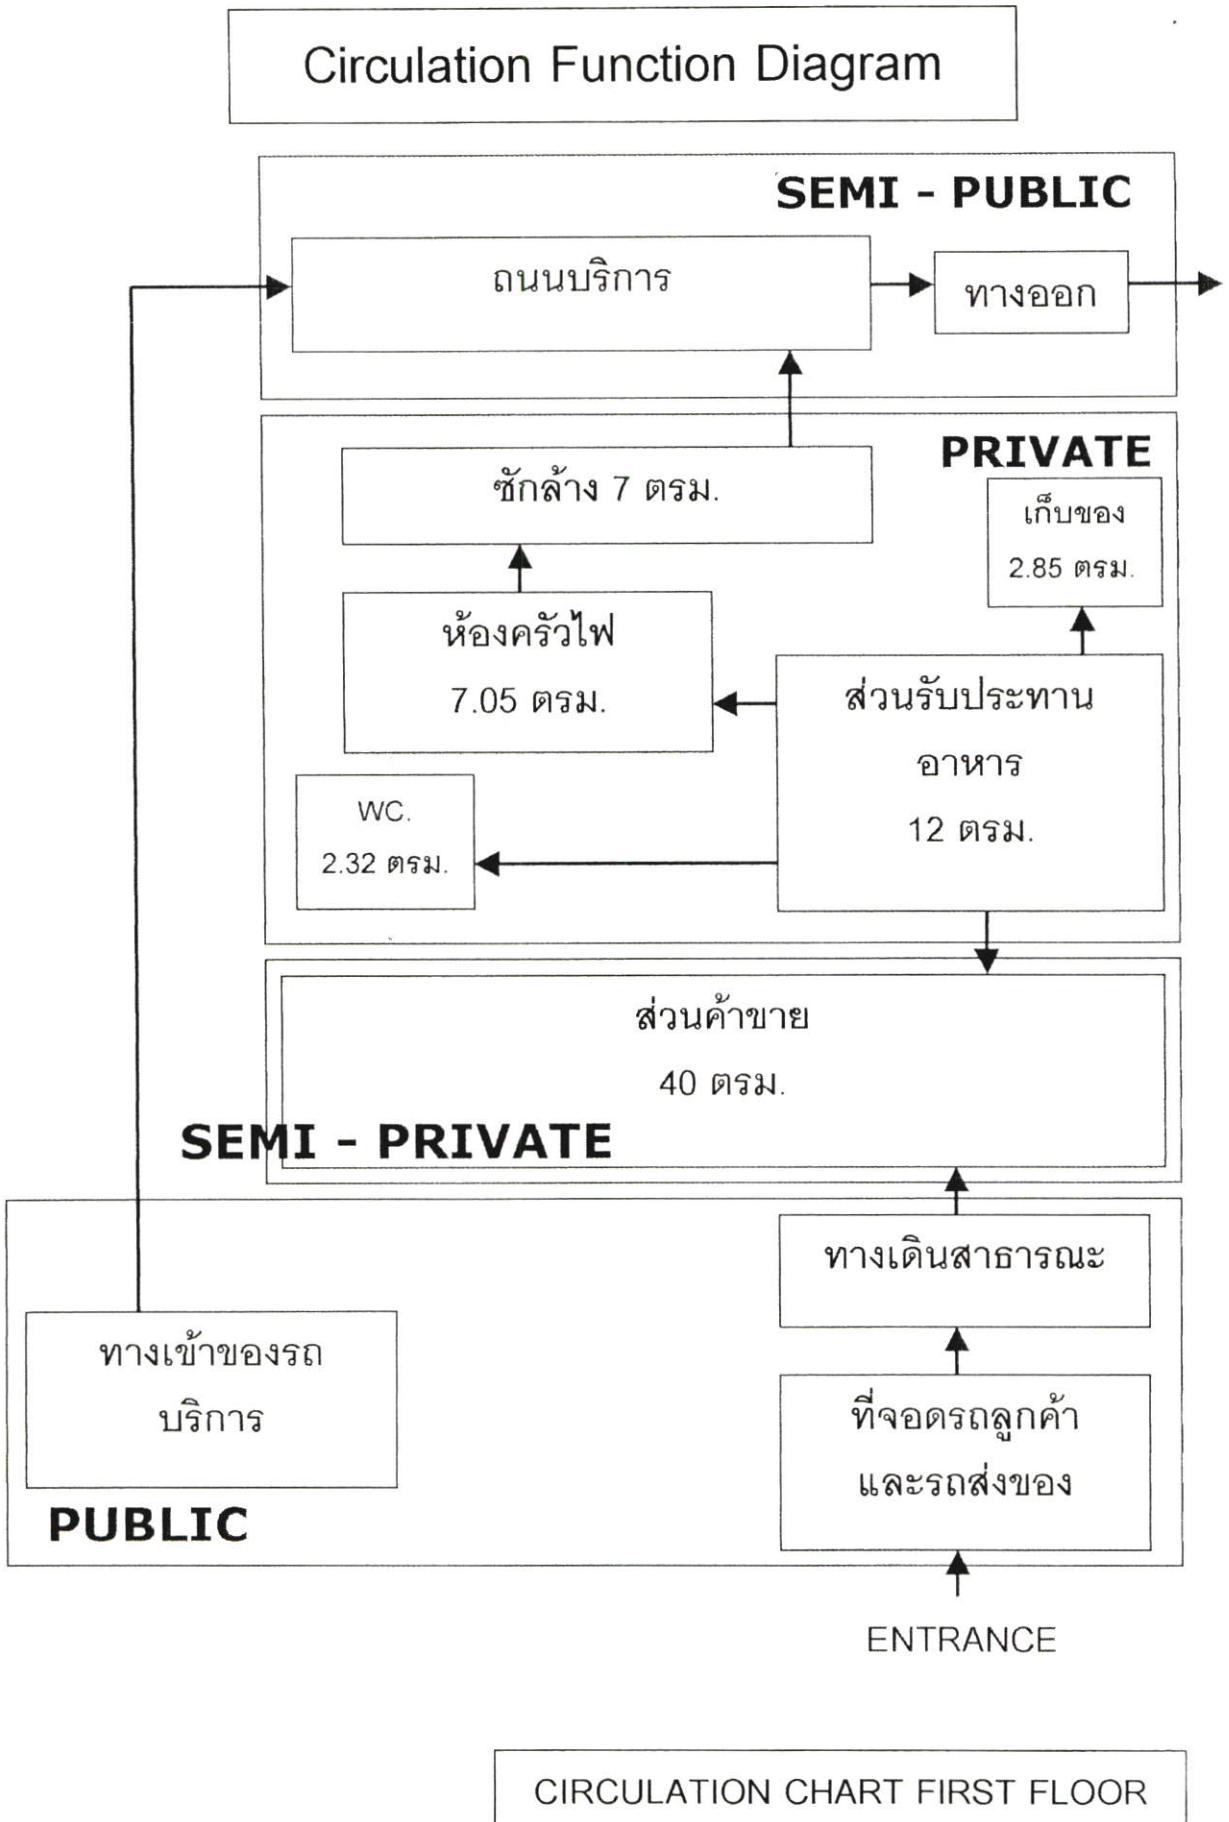 Circulation Function Diagram
SEMI - PUBLIC
ถนนบริการ
ทางออก
PRIVATE
ซักล้าง 7 ตรม.
เก็บของ
2.85 ตรม.
ห้องครัวไฟ
7.05 ตรม.
ส่วนรับประทาน
อาหาร
12 ตรม.
WC.
2.32 ตรม.
ส่วนค้าขาย
40 ตรม.
SEMI - PRIVATE
ทางเดินสาธารณะ
ทางเข้าของรถ
บริการ
ที่จอดรถลูกค้า
และรถส่งของ
PUBLIC
ENTRANCE
CIRCULATION CHART FIRST FLOOR